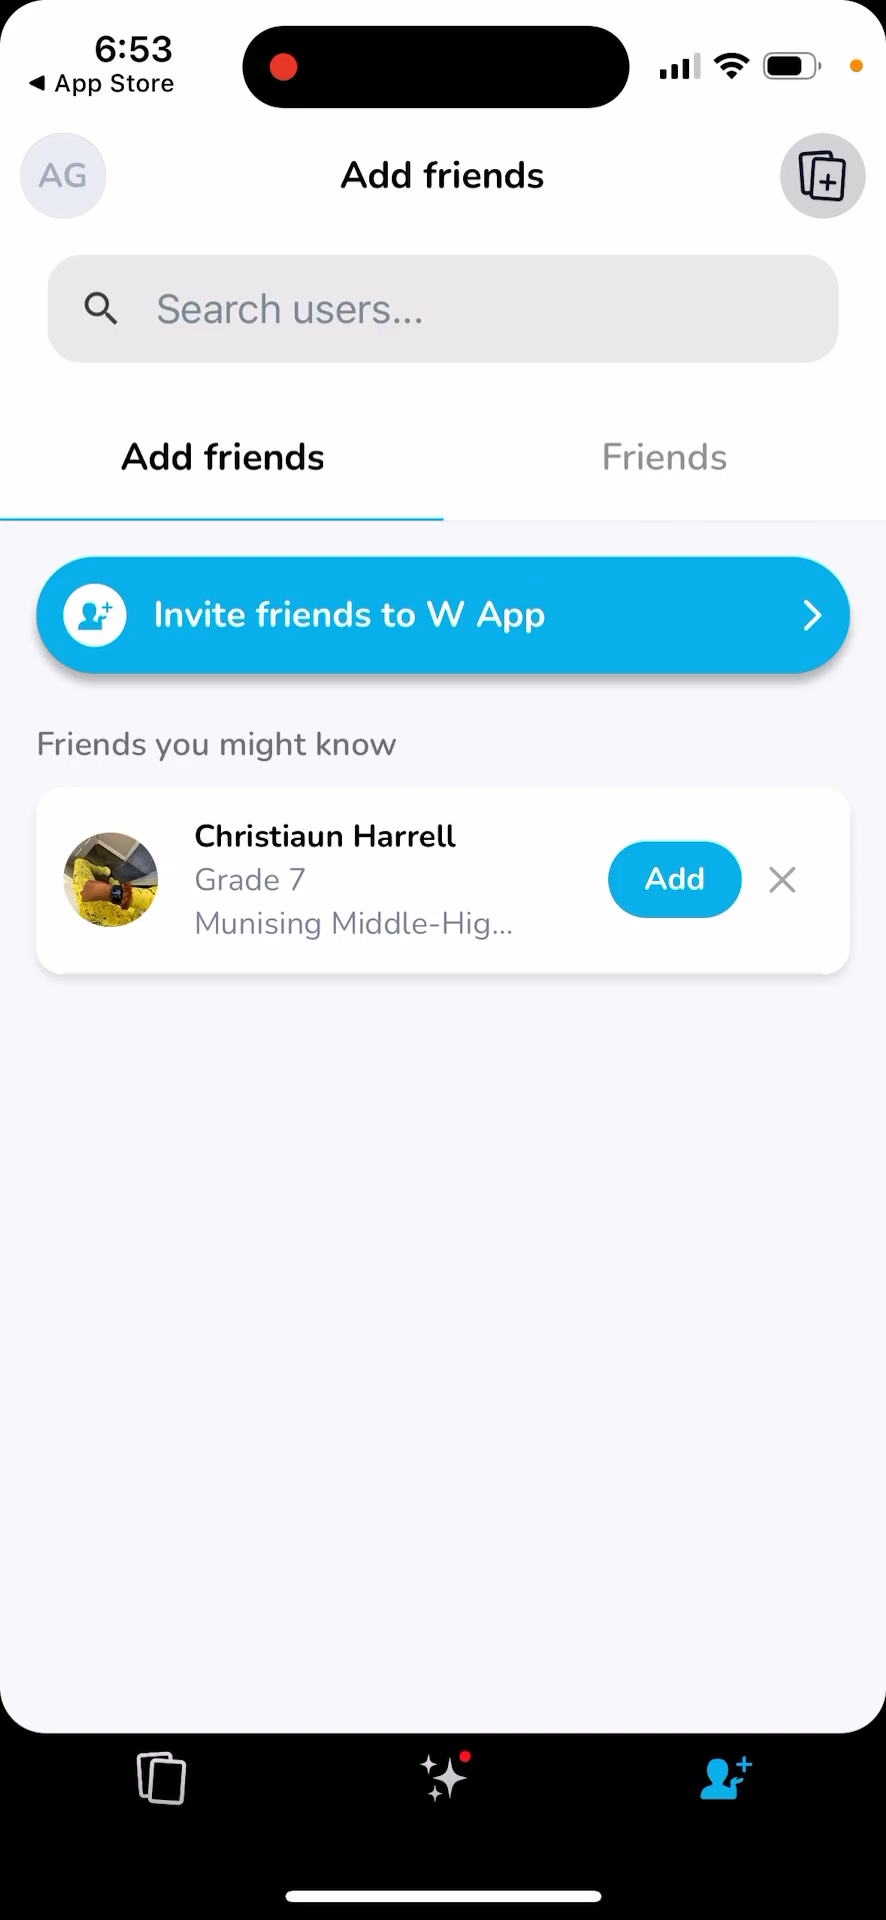 6:53
App Store
AG
Add friends
Search users...
Add friends
Friends
Invite friends to W App
Friends you might know
Christiaun Harrell
Grade 7
Add
Munising Middle-Hig...